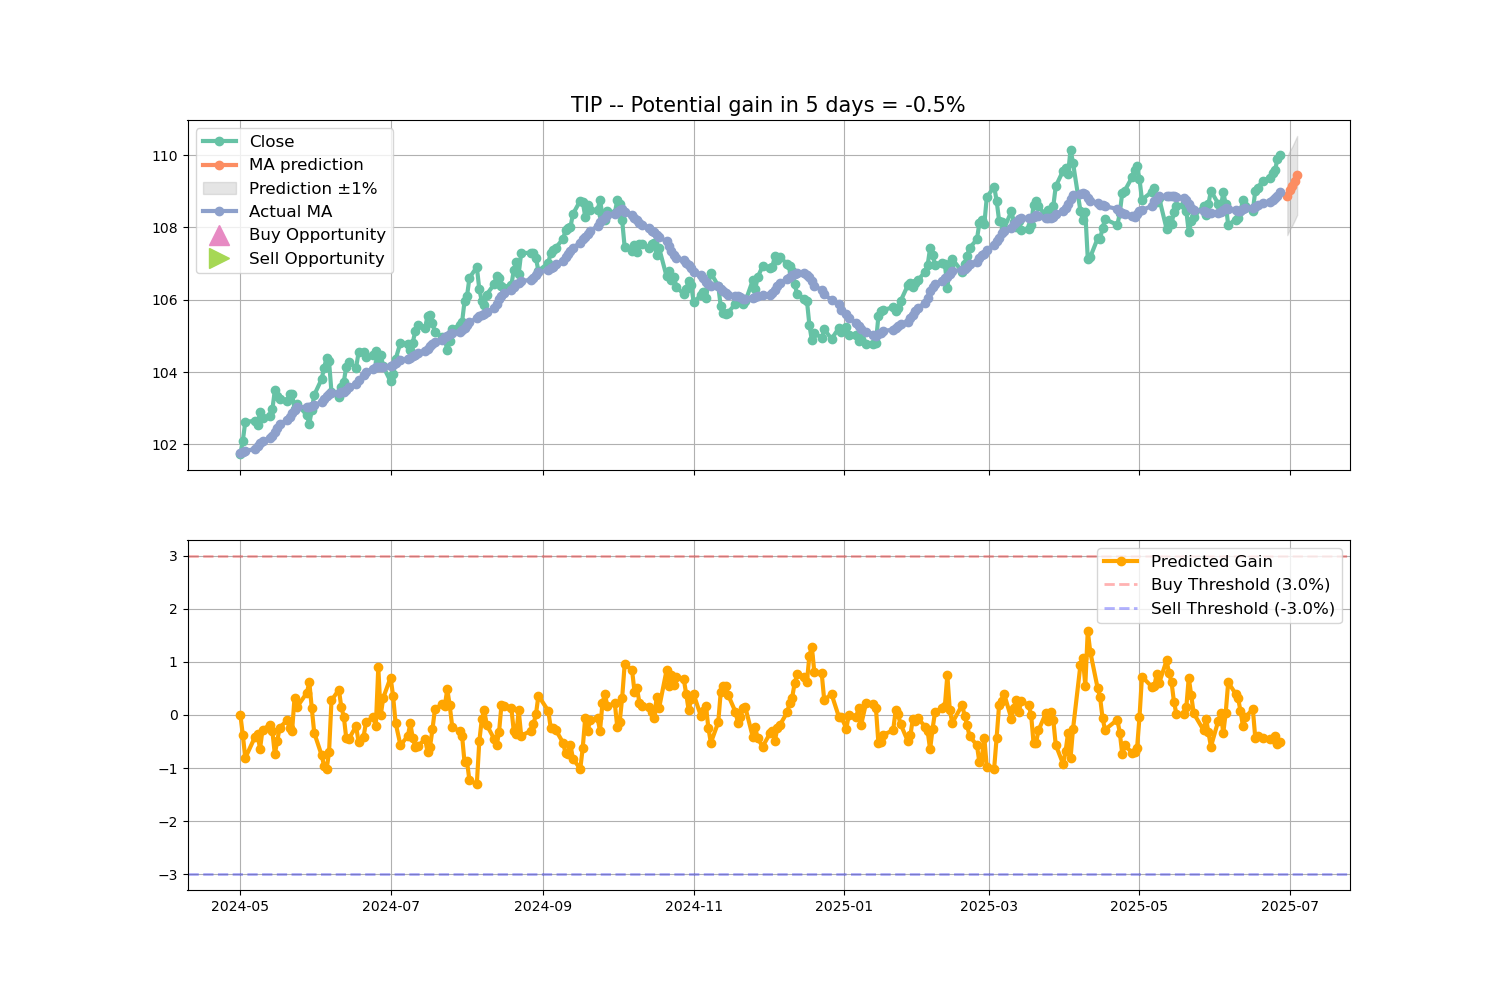 TIP -- Potential gain in 5 days = -0.5%
Close
MA prediction
Prediction ±1%
Actual MA
Buy Opportunity
Sell Opportunity
110
108
106
104
102
Predicted Gain
Buy Threshold (3.0%)
Sell Threshold (-3.0%)
3
2
1
0
−1
−2
−3
2024-05 2024-07 2024-09 2024-11 2025-01 2025-03 2025-05 2025-07